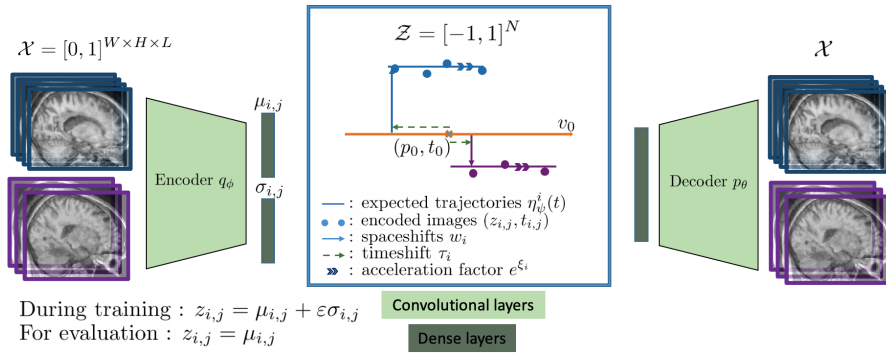 𝒳 = [0, 1]^{W×H×L}
𝒵 = [−1, 1]^N
𝒳
μ_{i,j}
v_0
(p_0, t_0)
Encoder q_ϕ
σ_{i,j}
Decoder p_θ
: expected trajectories η^i_ψ(t)
: encoded images (z_{i,j}, t_{i,j})
: spaceshifts w_i
: timeshift τ_i
: acceleration factor e^{ξ_i}
During training : z_{i,j} = μ_{i,j} + εσ_{i,j}
For evaluation : z_{i,j} = μ_{i,j}
Convolutional layers
Dense layers